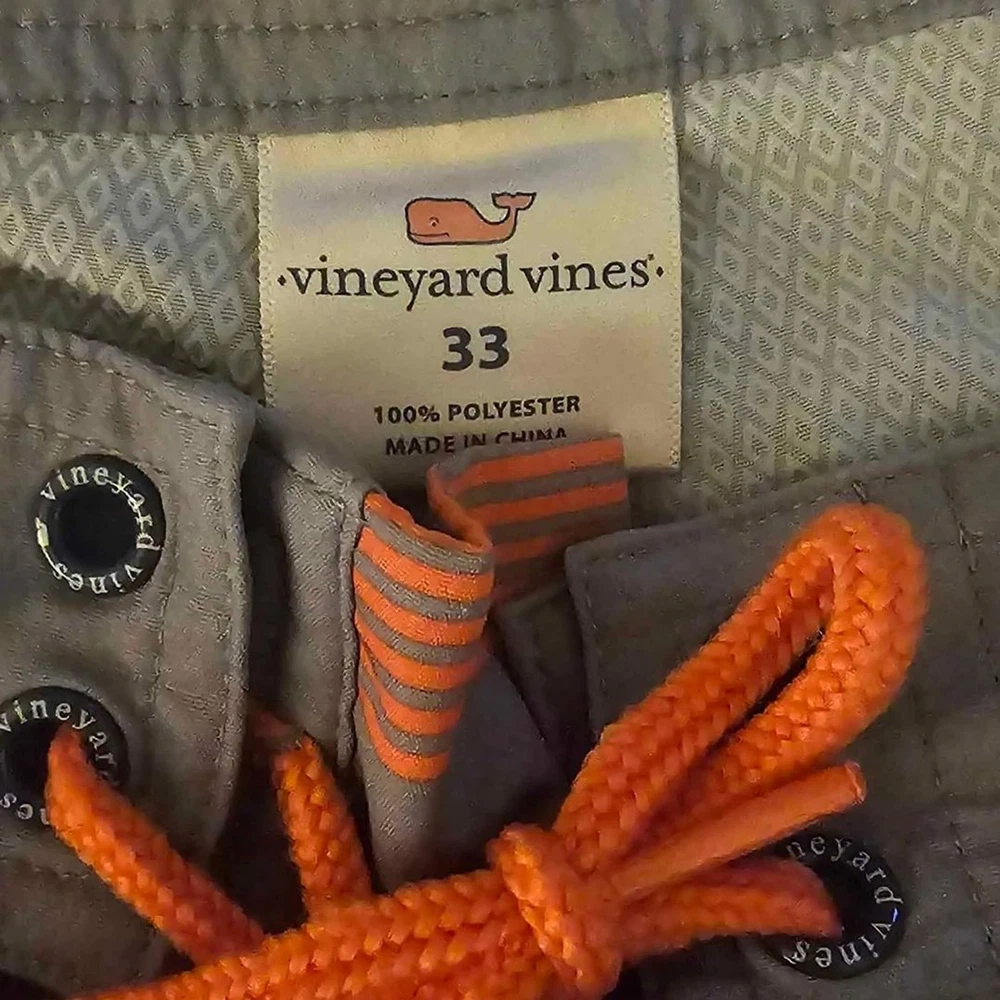 ·vineyard vines®·
33
100% POLYESTER
MADE IN CHINA
vineyard vines
vineyard
vineyard vines